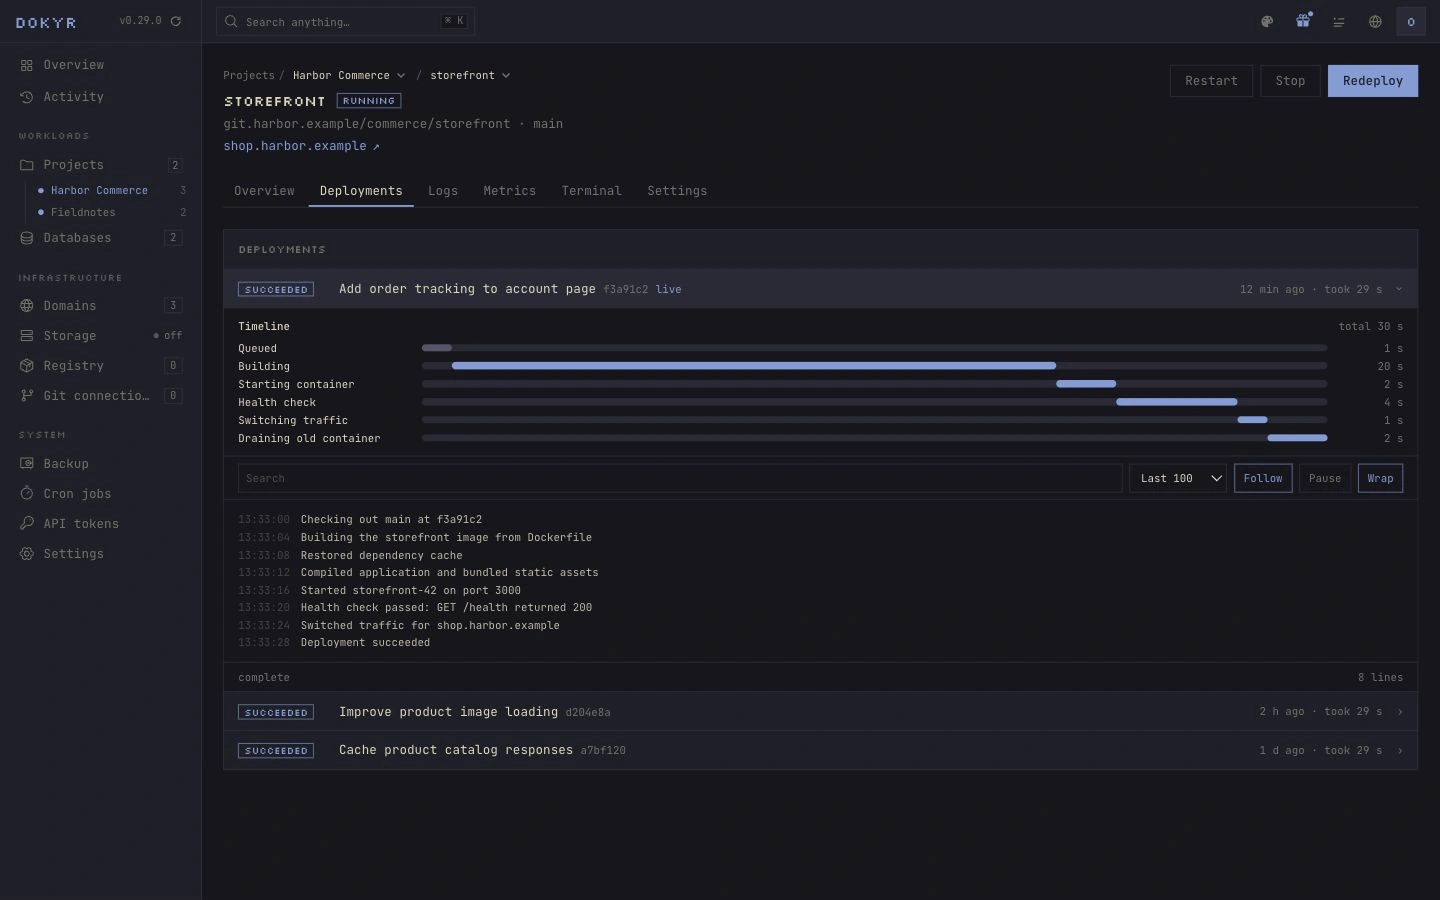 DOKYR v0.29.0
Search anything… ⌘ K
O
Overview
Activity
WORKLOADS
Projects 2
Harbor Commerce 3
Fieldnotes 2
Databases 2
INFRASTRUCTURE
Domains 3
Storage off
Registry 0
Git connectio… 0
SYSTEM
Backup
Cron jobs
API tokens
Settings
Projects / Harbor Commerce / storefront
STOREFRONT RUNNING
git.harbor.example/commerce/storefront · main
shop.harbor.example ↗
Restart Stop Redeploy
Overview Deployments Logs Metrics Terminal Settings
DEPLOYMENTS
SUCCEEDED Add order tracking to account page f3a91c2 live 12 min ago · took 29 s
Timeline total 30 s
Queued 1 s
Building 20 s
Starting container 2 s
Health check 4 s
Switching traffic 1 s
Draining old container 2 s
Search Last 100 Follow Pause Wrap
13:33:00 Checking out main at f3a91c2
13:33:04 Building the storefront image from Dockerfile
13:33:08 Restored dependency cache
13:33:12 Compiled application and bundled static assets
13:33:16 Started storefront-42 on port 3000
13:33:20 Health check passed: GET /health returned 200
13:33:24 Switched traffic for shop.harbor.example
13:33:28 Deployment succeeded
complete 8 lines
SUCCEEDED Improve product image loading d204e8a 2 h ago · took 29 s
SUCCEEDED Cache product catalog responses a7bf120 1 d ago · took 29 s